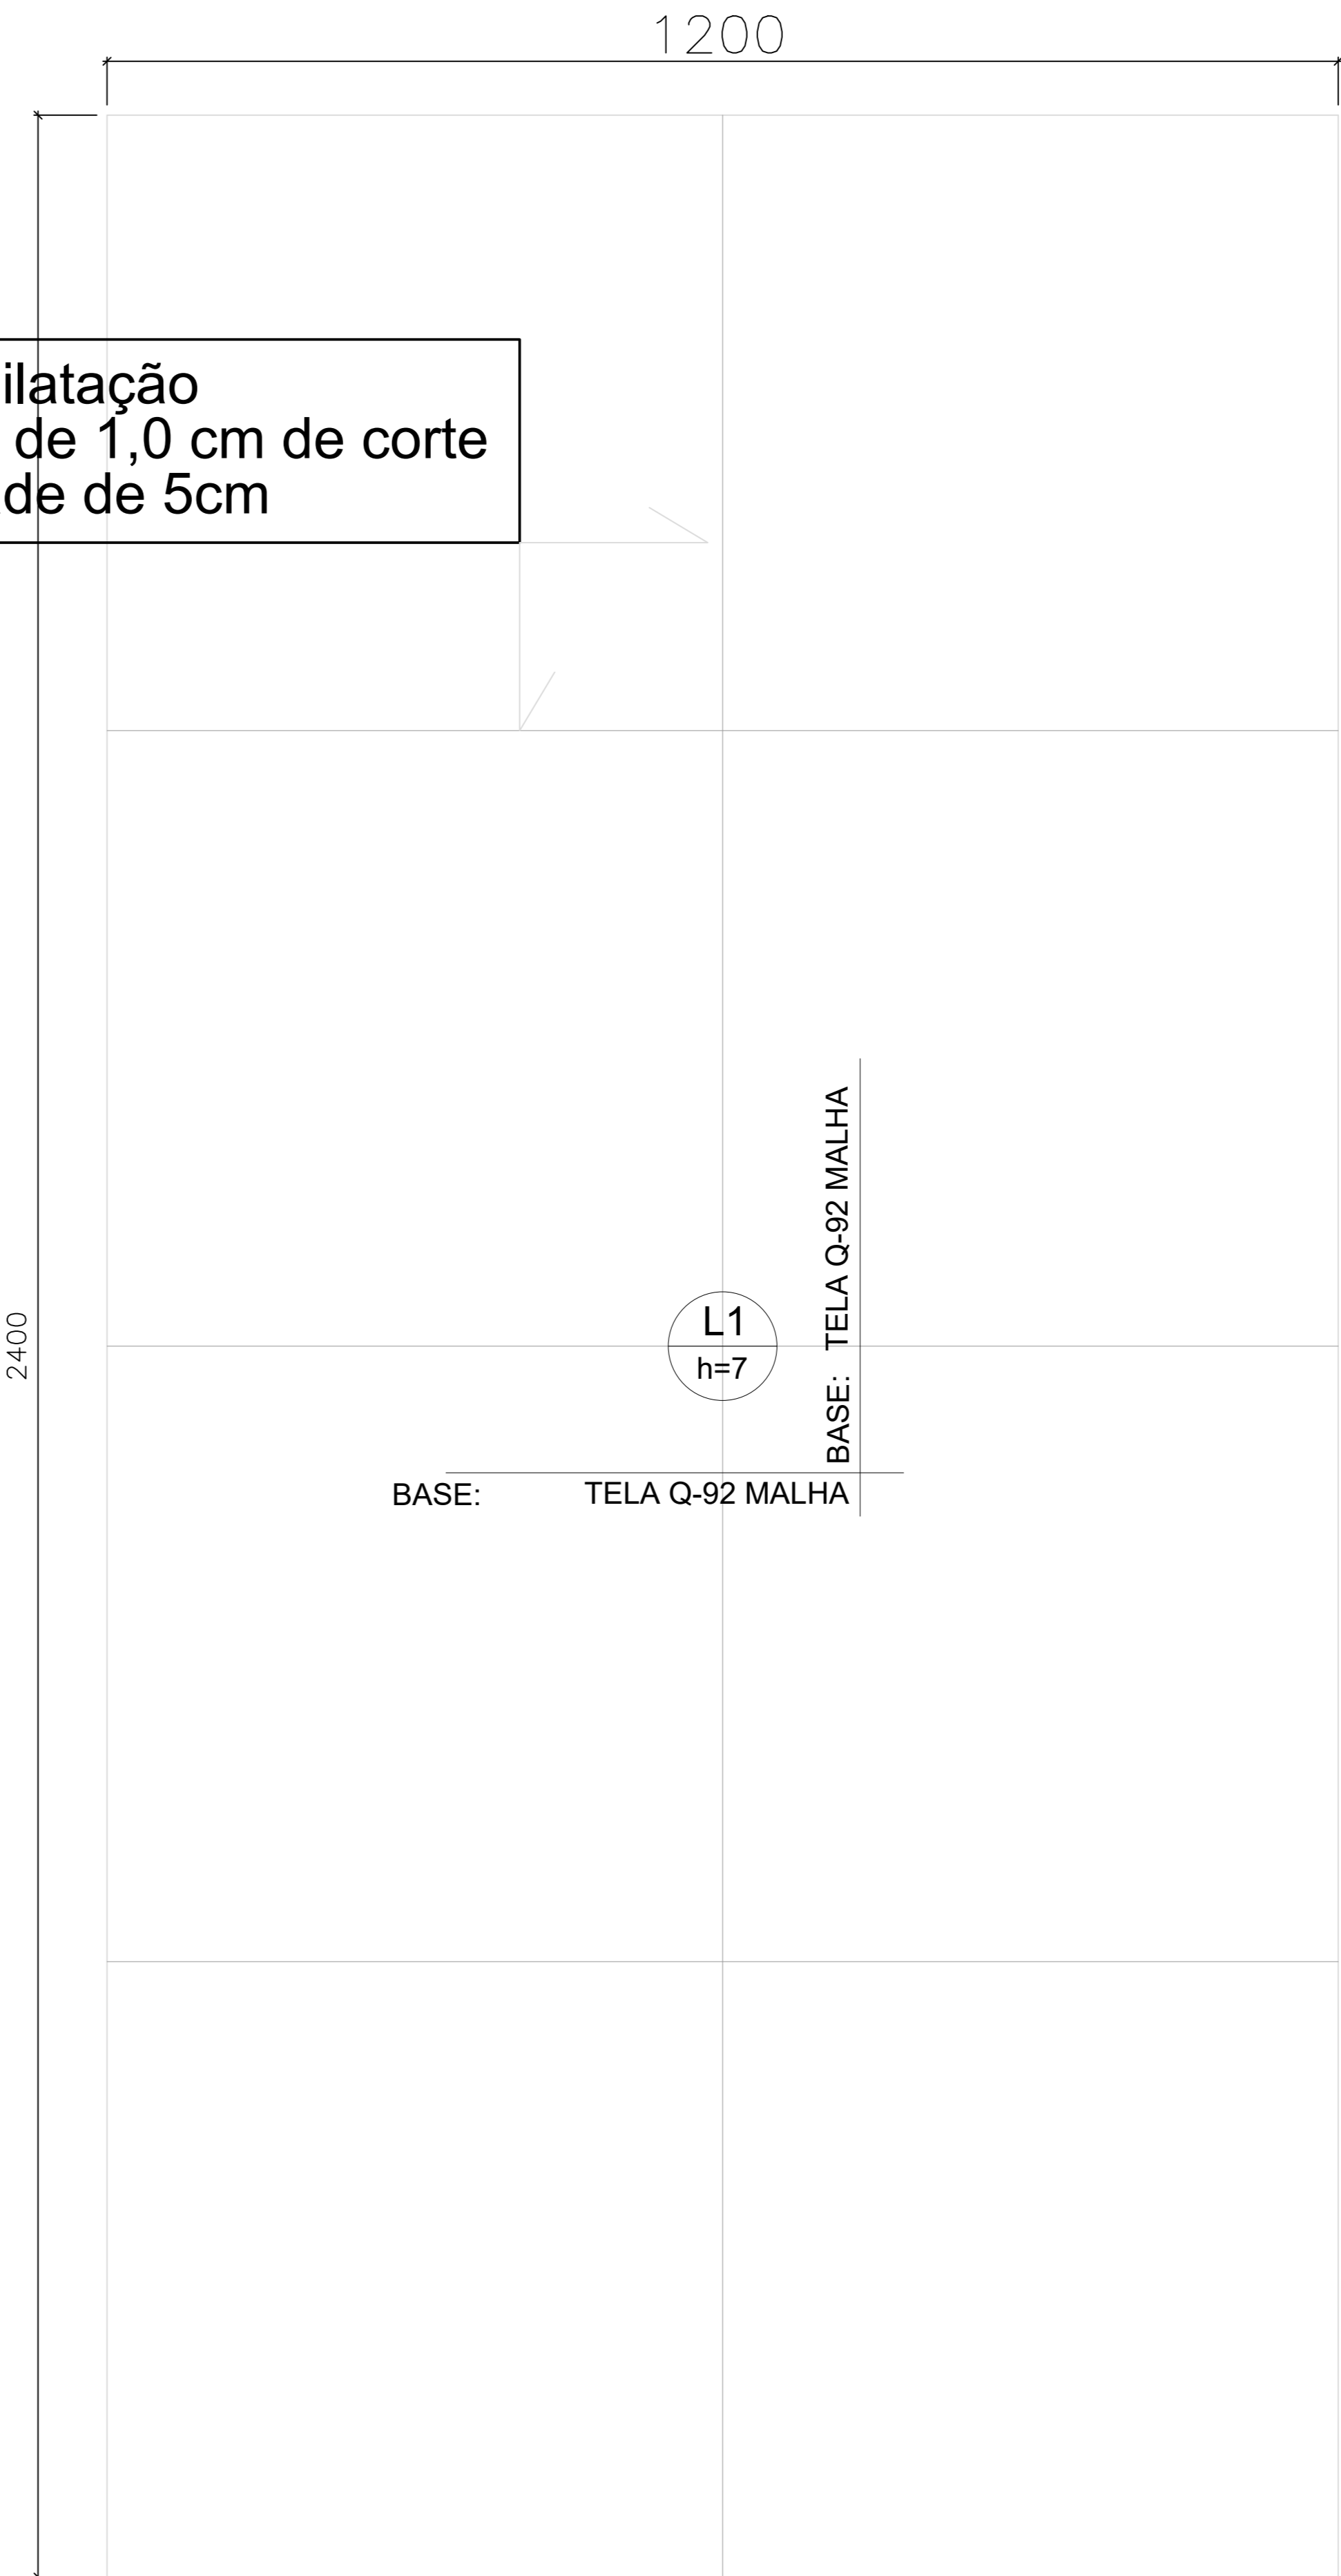 1200
ilatação
de 1,0 cm de corte
de de 5cm
2400
L1
h=7
BASE: TELA Q-92 MALHA
BASE: TELA Q-92 MALHA